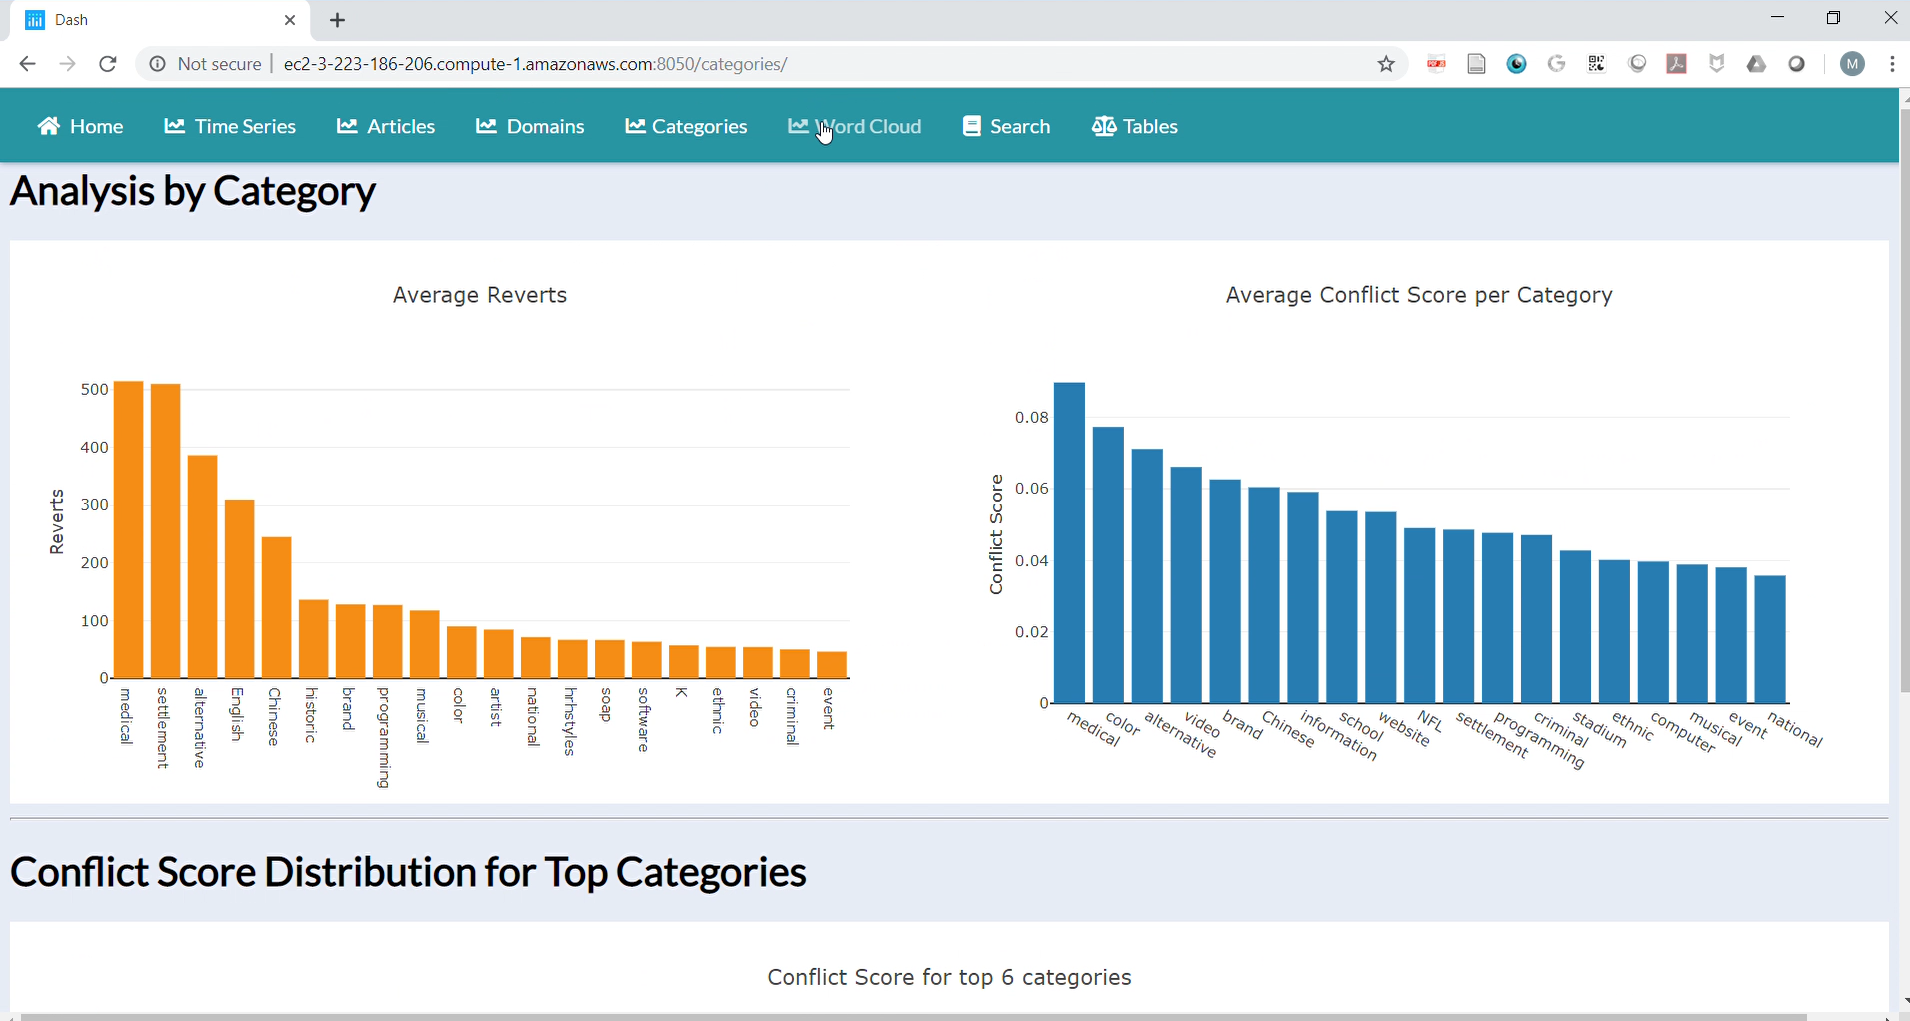 Dash
Not secure ec2-3-223-186-206.compute-1.amazonaws.com:8050/categories/
M
Home Time Series Articles Domains Categories Word Cloud Search Tables
Analysis by Category
Average Reverts
500
400
300
200
100
0
Reverts
medical settlement alternative English Chinese historic brand programming musical color artist national hrhstyles soap software K ethnic video criminal event
Average Conflict Score per Category
0.08
0.06
0.04
0.02
0
Conflict Score
medical color alternative video brand Chinese information school website NFL settlement programming criminal stadium ethnic computer musical event national
Conflict Score Distribution for Top Categories
Conflict Score for top 6 categories